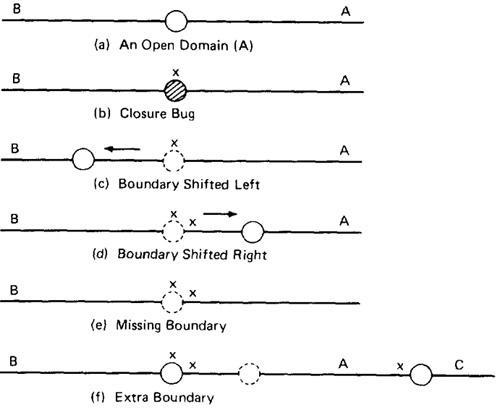 B A
(a) An Open Domain (A)
B x A
(b) Closure Bug
B x A
(c) Boundary Shifted Left
B x x A
(d) Boundary Shifted Right
B x x
(e) Missing Boundary
B x x A x C
(f) Extra Boundary